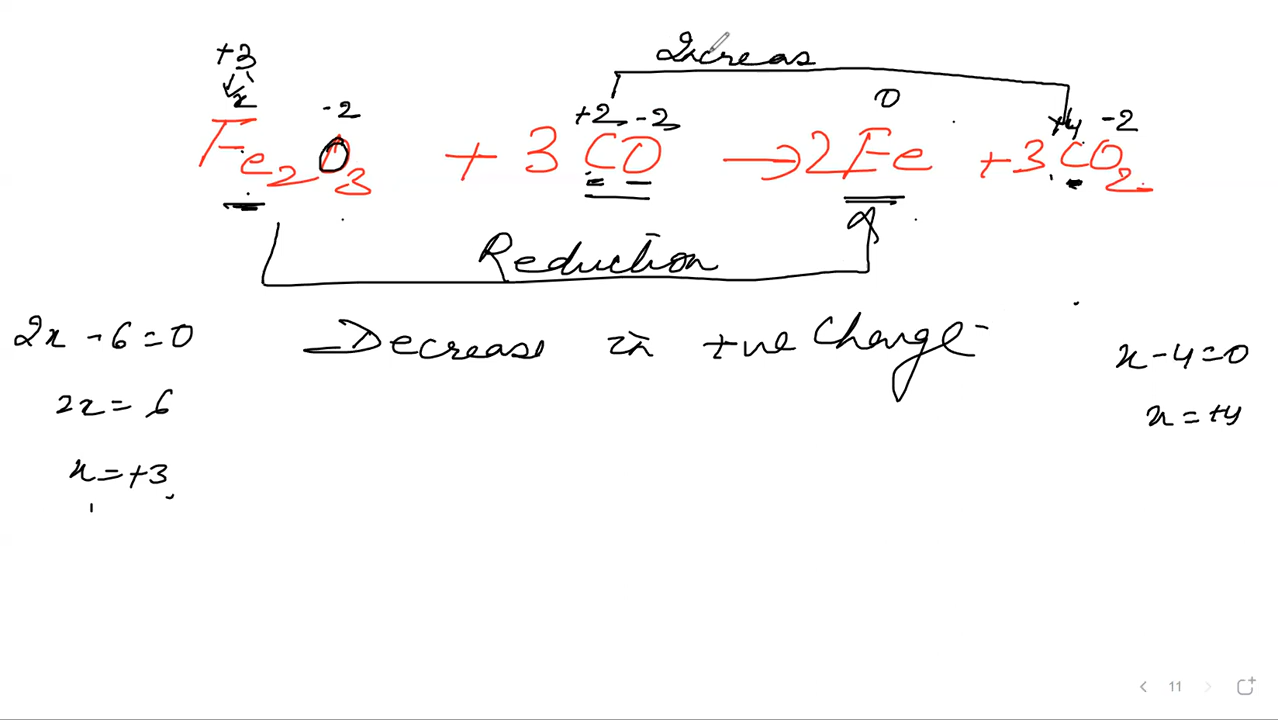 Increas
+3
x -2 +2 -2 0 +4 -2
Fe2O3 + 3CO → 2Fe + 3CO2
Reduction
2x - 6 = 0
Decrease in +ve Charge
x - 4 = 0
2x = 6
x = +4
x = +3
11